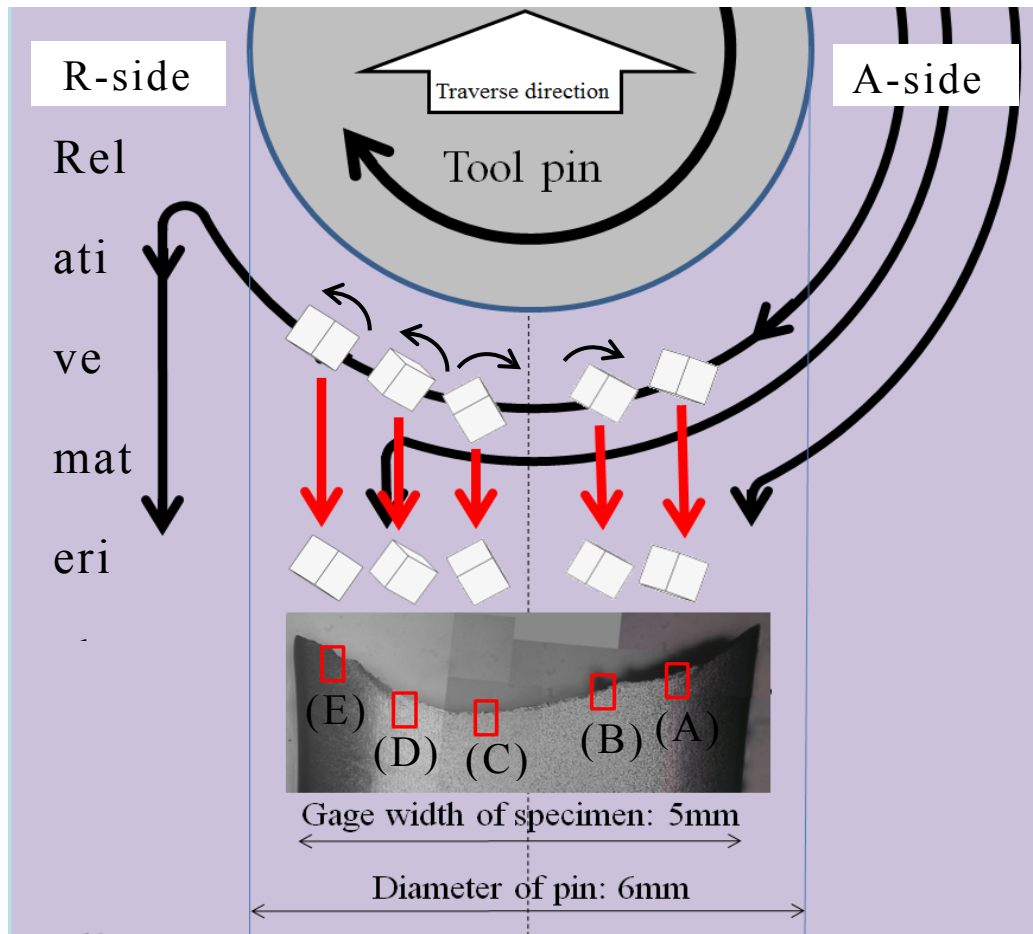 R-side
Traverse direction
A-side
Tool pin
Rel
ati
ve
mat
eri
(E)
(D)
(C)
(B)
(A)
Gage width of specimen: 5mm
Diameter of pin: 6mm